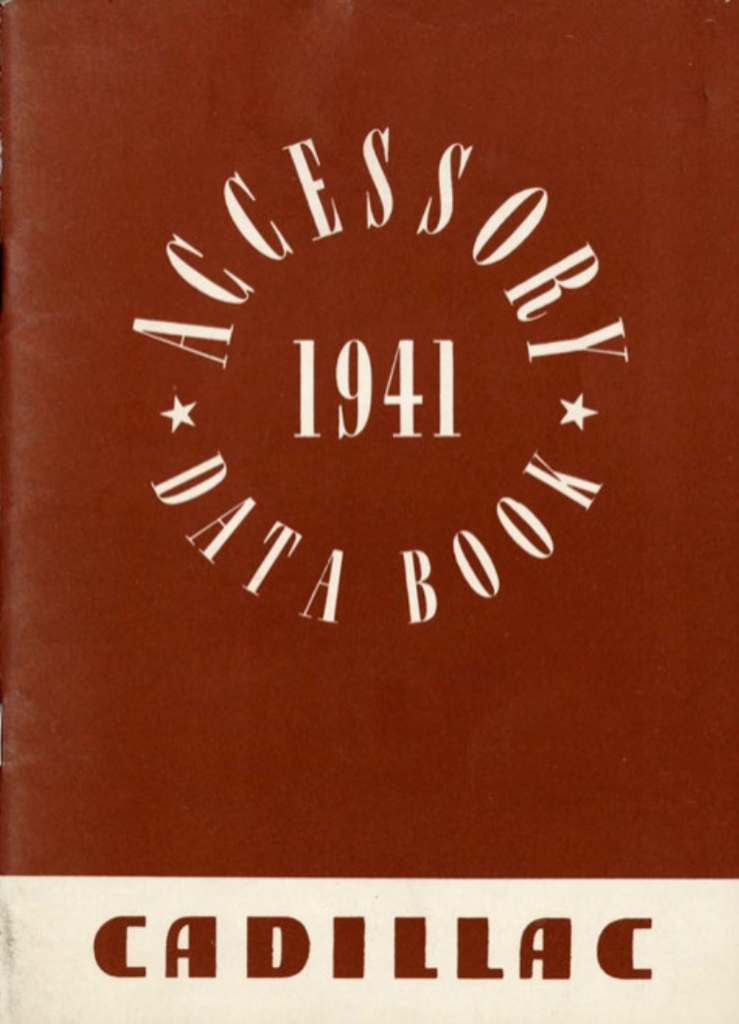 ACCESSORY
1941
DATA BOOK
CADILLAC